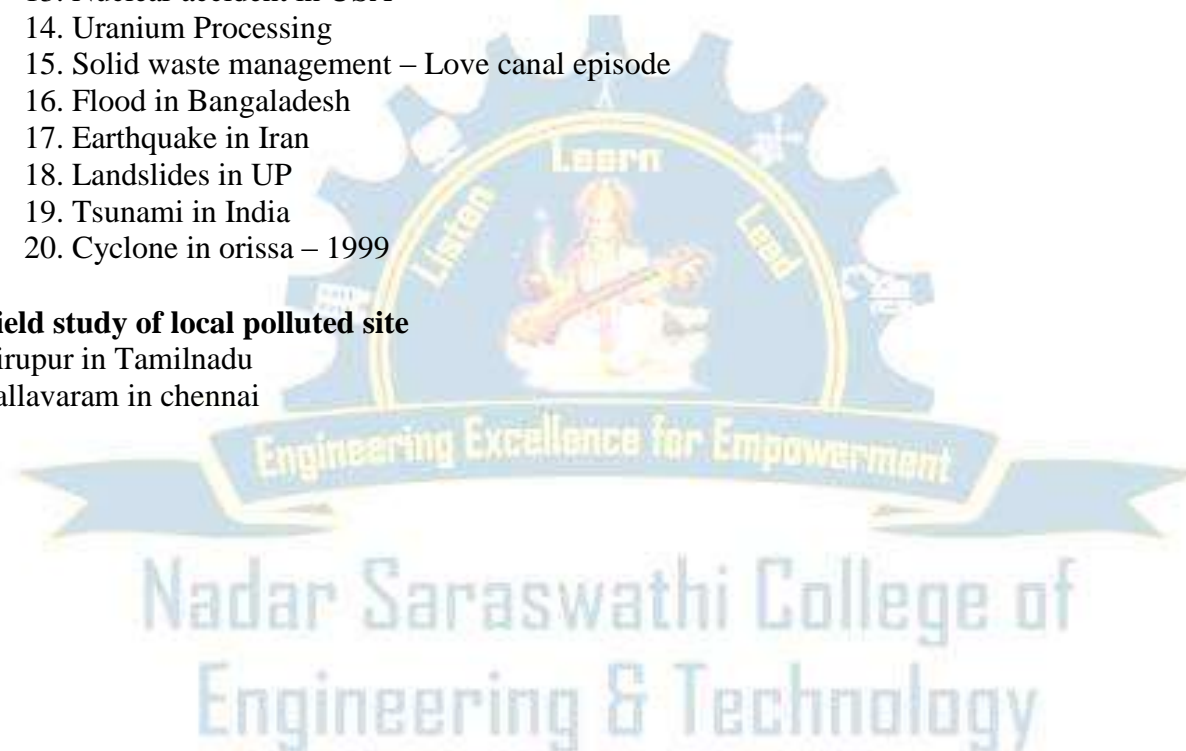 14. Uranium Processing
15. Solid waste management – Love canal episode
16. Flood in Bangaladesh
17. Earthquake in Iran
18. Landslides in UP
19. Tsunami in India
20. Cyclone in orissa – 1999
ield study of local polluted site
irupur in Tamilnadu
allavaram in chennai
Listen Learn Lead
Engineering Excellence for Empowerment
Nadar Saraswathi College of
Engineering & Technology